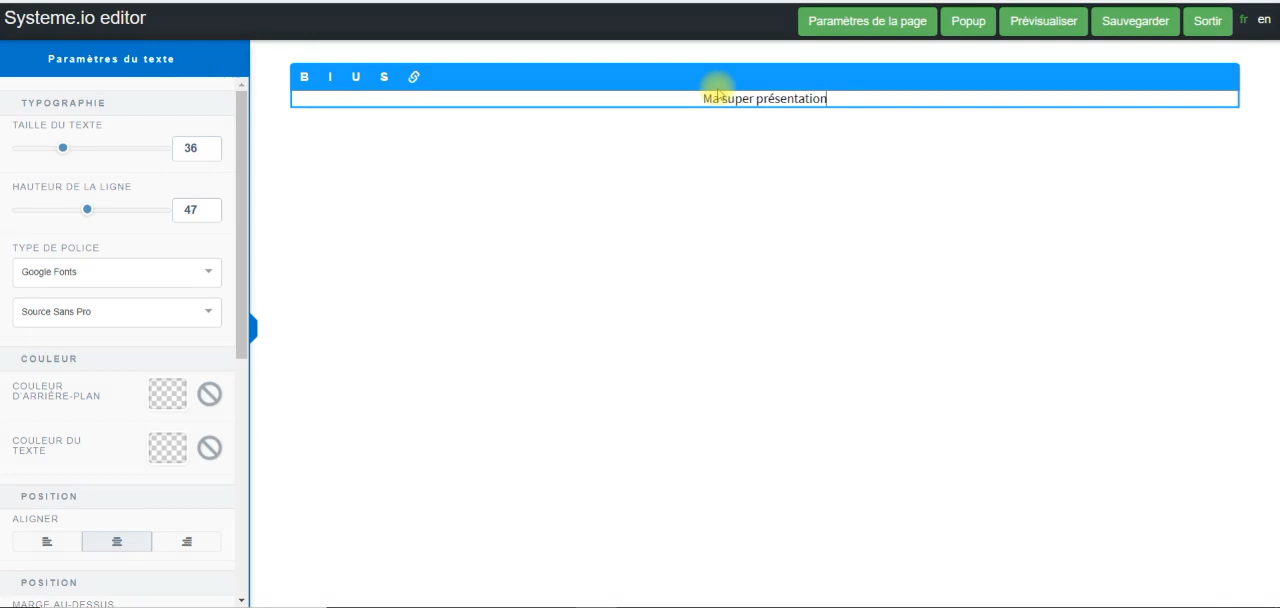 Systeme.io editor
Paramètres de la page
Popup
Prévisualiser
Sauvegarder
Sortir
fr
en
Paramètres du texte
TYPOGRAPHIE
TAILLE DU TEXTE
36
HAUTEUR DE LA LIGNE
47
TYPE DE POLICE
Google Fonts
Source Sans Pro
COULEUR
COULEUR
D'ARRIÈRE-PLAN
COULEUR DU
TEXTE
POSITION
ALIGNER
POSITION
MARGE AU-DESSUS
B I U S
Ma super présentation